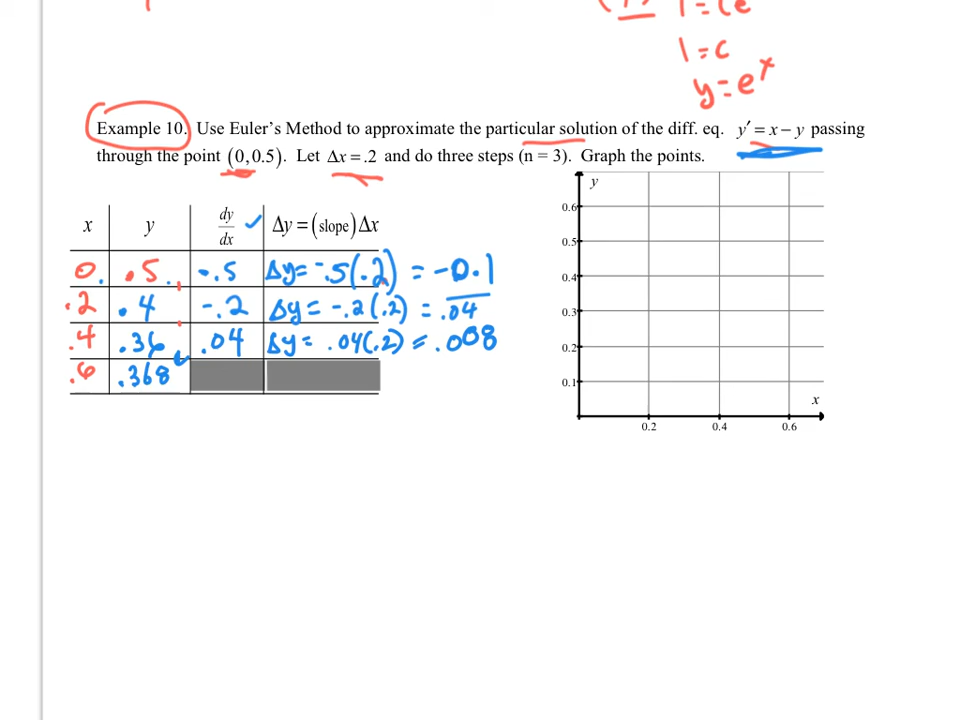 1 = Ce
1 = C
y = e^x
Example 10. Use Euler's Method to approximate the particular solution of the diff. eq. y′ = x − y passing
through the point (0, 0.5). Let Δx = .2 and do three steps (n = 3). Graph the points.
x y dy/dx ✓ Δy = (slope) Δx
0. .5 -.5 Δy = -.5(.2) = -0.1
.2 .4 -.2 Δy = -.2(.2) = .04
.4 .36 .04 Δy = .04(.2) = .008
.6 .368
y
0.6
0.5
0.4
0.3
0.2
0.1
x
0.2 0.4 0.6